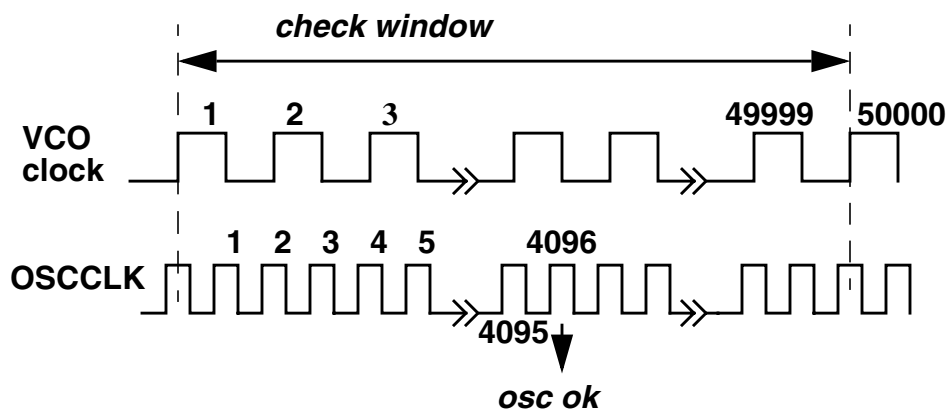 check window
1 2 3 49999 50000
VCO
clock
1 2 3 4 5 4096
OSCCLK
4095
osc ok